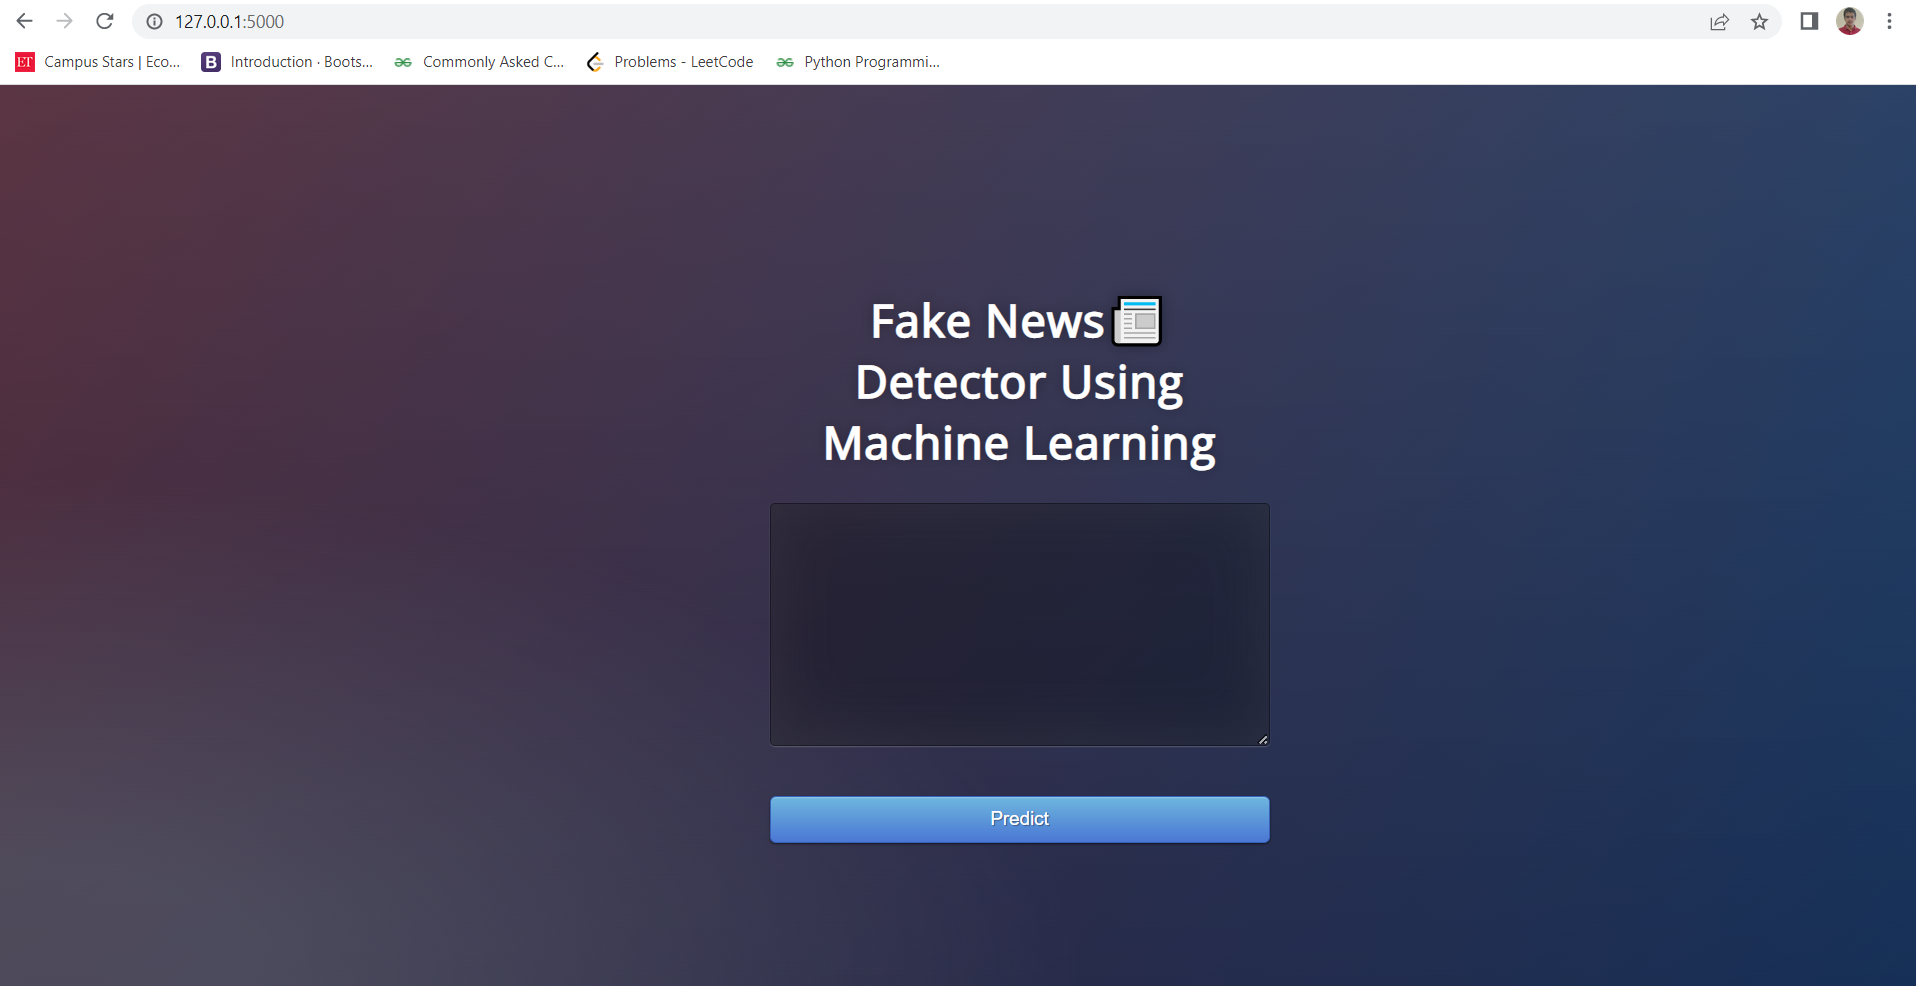 127.0.0.1:5000
ET Campus Stars | Eco... B Introduction · Boots... Commonly Asked C... Problems - LeetCode Python Programmi...
Fake News
Detector Using
Machine Learning
Predict